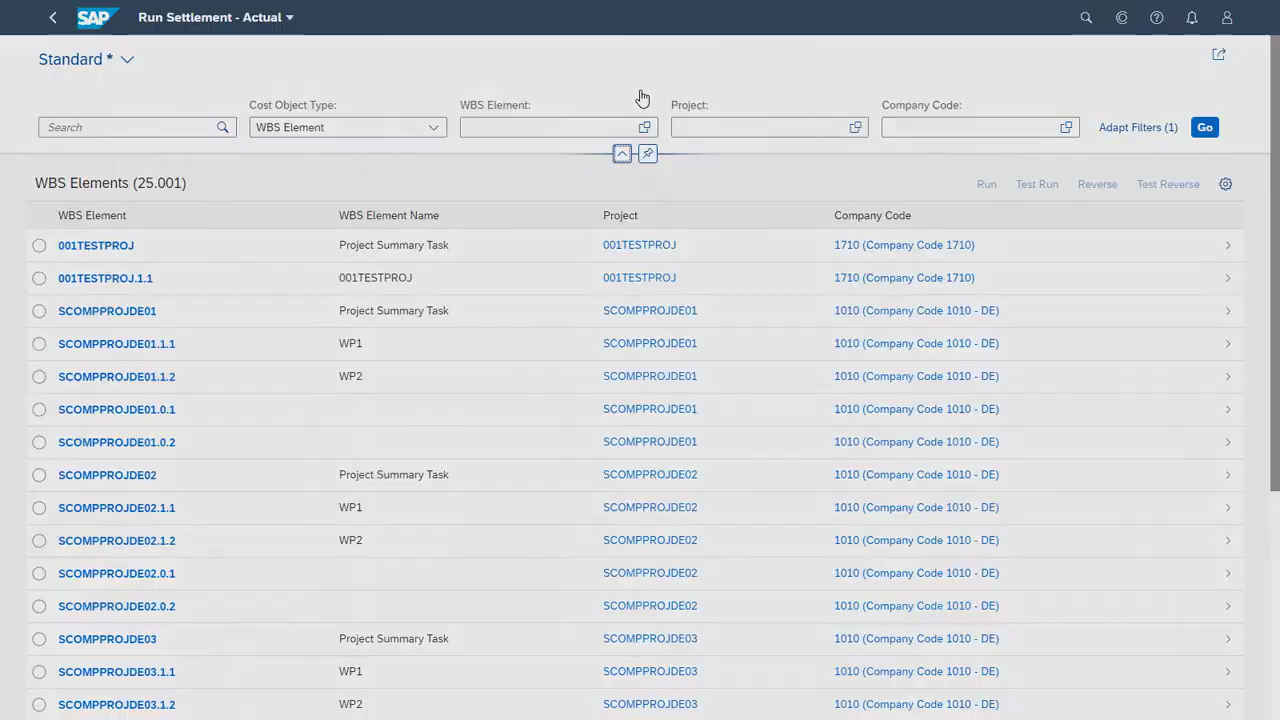 SAP Run Settlement - Actual
Standard *
Cost Object Type: WBS Element: Project: Company Code:
Search WBS Element Adapt Filters (1) Go
WBS Elements (25.001) Run Test Run Reverse Test Reverse
WBS Element WBS Element Name Project Company Code
001TESTPROJ Project Summary Task 001TESTPROJ 1710 (Company Code 1710)
001TESTPROJ.1.1 001TESTPROJ 001TESTPROJ 1710 (Company Code 1710)
SCOMPPROJDE01 Project Summary Task SCOMPPROJDE01 1010 (Company Code 1010 - DE)
SCOMPPROJDE01.1.1 WP1 SCOMPPROJDE01 1010 (Company Code 1010 - DE)
SCOMPPROJDE01.1.2 WP2 SCOMPPROJDE01 1010 (Company Code 1010 - DE)
SCOMPPROJDE01.0.1 SCOMPPROJDE01 1010 (Company Code 1010 - DE)
SCOMPPROJDE01.0.2 SCOMPPROJDE01 1010 (Company Code 1010 - DE)
SCOMPPROJDE02 Project Summary Task SCOMPPROJDE02 1010 (Company Code 1010 - DE)
SCOMPPROJDE02.1.1 WP1 SCOMPPROJDE02 1010 (Company Code 1010 - DE)
SCOMPPROJDE02.1.2 WP2 SCOMPPROJDE02 1010 (Company Code 1010 - DE)
SCOMPPROJDE02.0.1 SCOMPPROJDE02 1010 (Company Code 1010 - DE)
SCOMPPROJDE02.0.2 SCOMPPROJDE02 1010 (Company Code 1010 - DE)
SCOMPPROJDE03 Project Summary Task SCOMPPROJDE03 1010 (Company Code 1010 - DE)
SCOMPPROJDE03.1.1 WP1 SCOMPPROJDE03 1010 (Company Code 1010 - DE)
SCOMPPROJDE03.1.2 WP2 SCOMPPROJDE03 1010 (Company Code 1010 - DE)